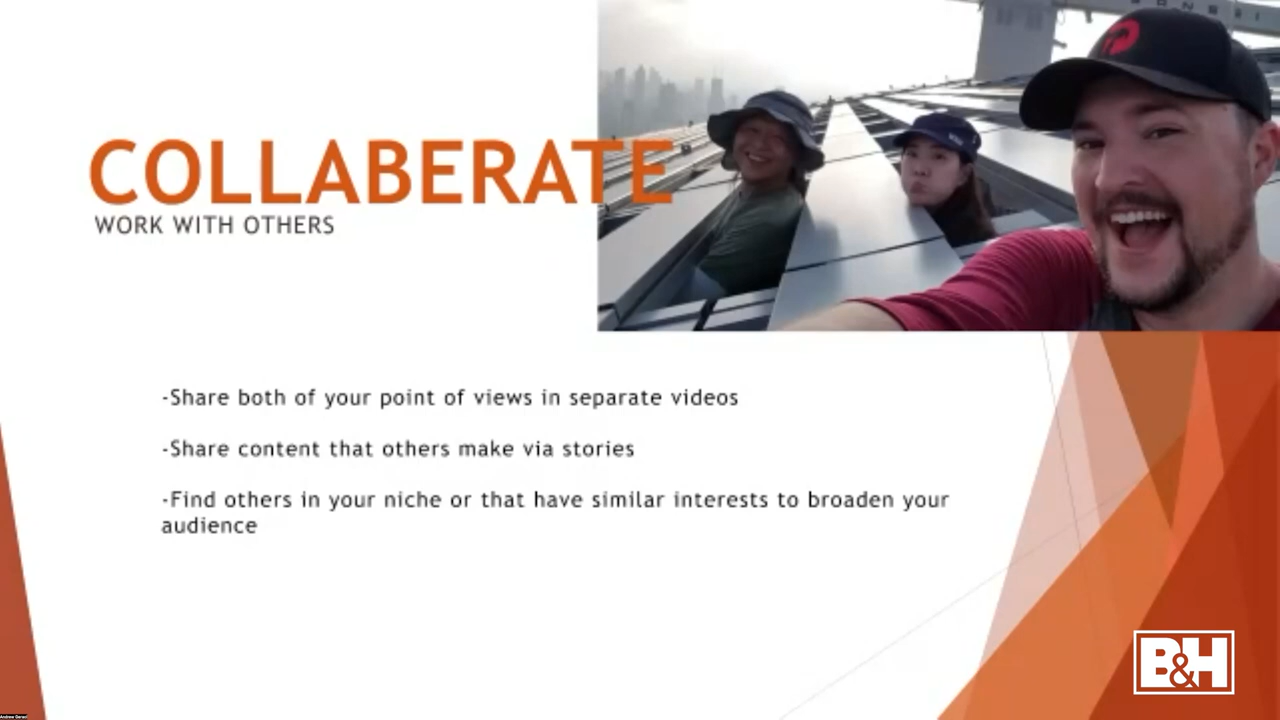 COLLABERATE
WORK WITH OTHERS
-Share both of your point of views in separate videos
-Share content that others make via stories
-Find others in your niche or that have similar interests to broaden your
audience
B&H